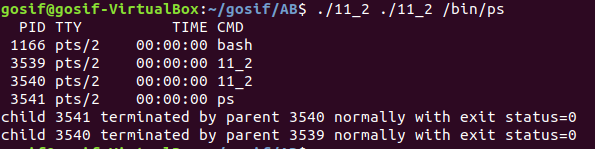 gosif@gosif-VirtualBox:~/gosif/AB$ ./11_2 ./11_2 /bin/ps
PID TTY TIME CMD
1166 pts/2 00:00:00 bash
3539 pts/2 00:00:00 11_2
3540 pts/2 00:00:00 11_2
3541 pts/2 00:00:00 ps
child 3541 terminated by parent 3540 normally with exit status=0
child 3540 terminated by parent 3539 normally with exit status=0